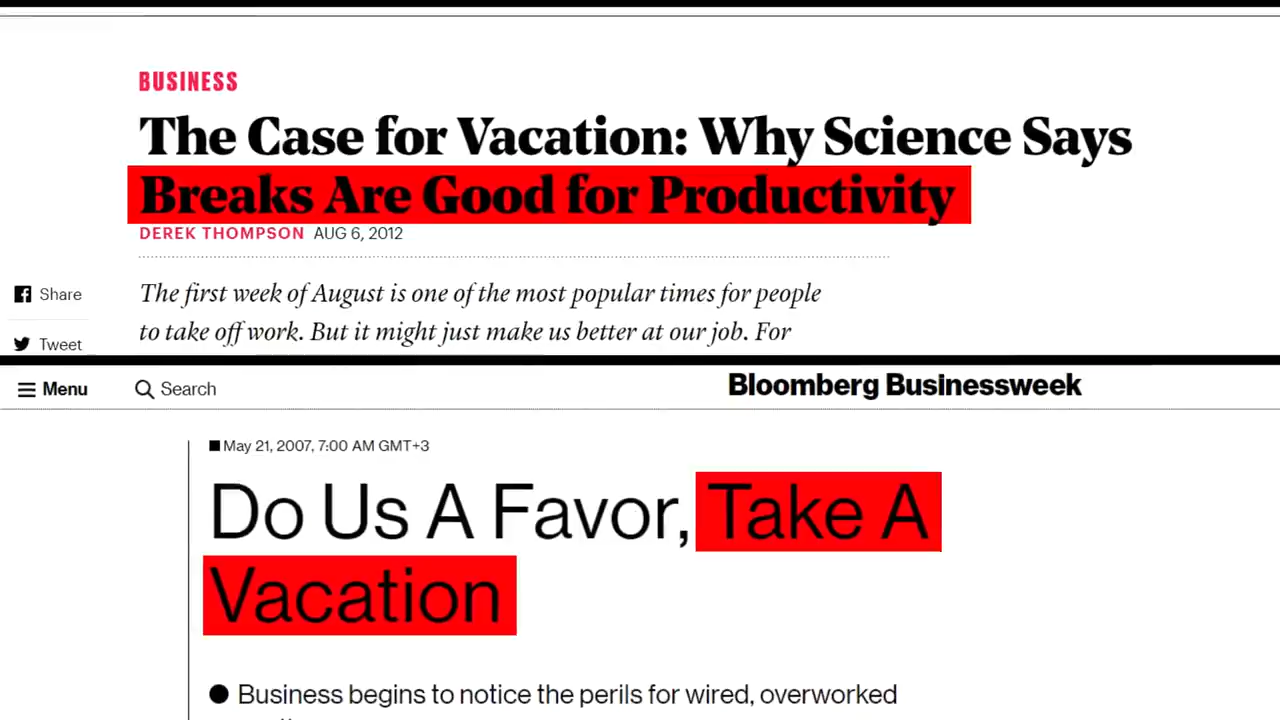 BUSINESS
The Case for Vacation: Why Science Says
Breaks Are Good for Productivity
DEREK THOMPSON AUG 6, 2012
The first week of August is one of the most popular times for people
Share
to take off work. But it might just make us better at our job. For
Tweet
Menu Search Bloomberg Businessweek
May 21, 2007, 7:00 AM GMT+3
Do Us A Favor, Take A
Vacation
Business begins to notice the perils for wired, overworked